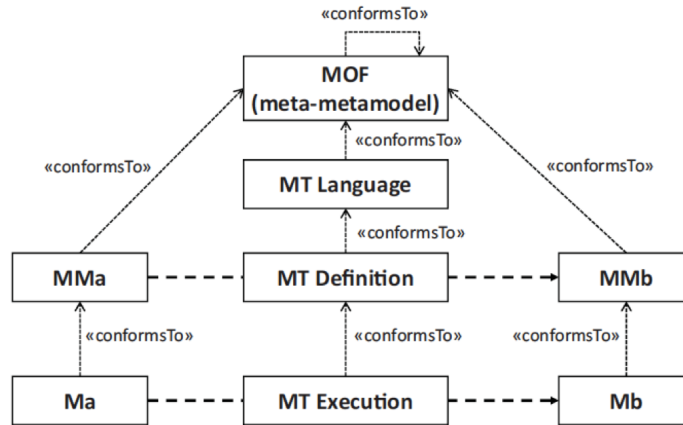 «conformsTo»
MOF
(meta-metamodel)
«conformsTo»
«conformsTo»
«conformsTo»
MT Language
«conformsTo»
MMa
MT Definition
MMb
«conformsTo»
«conformsTo»
«conformsTo»
Ma
MT Execution
Mb